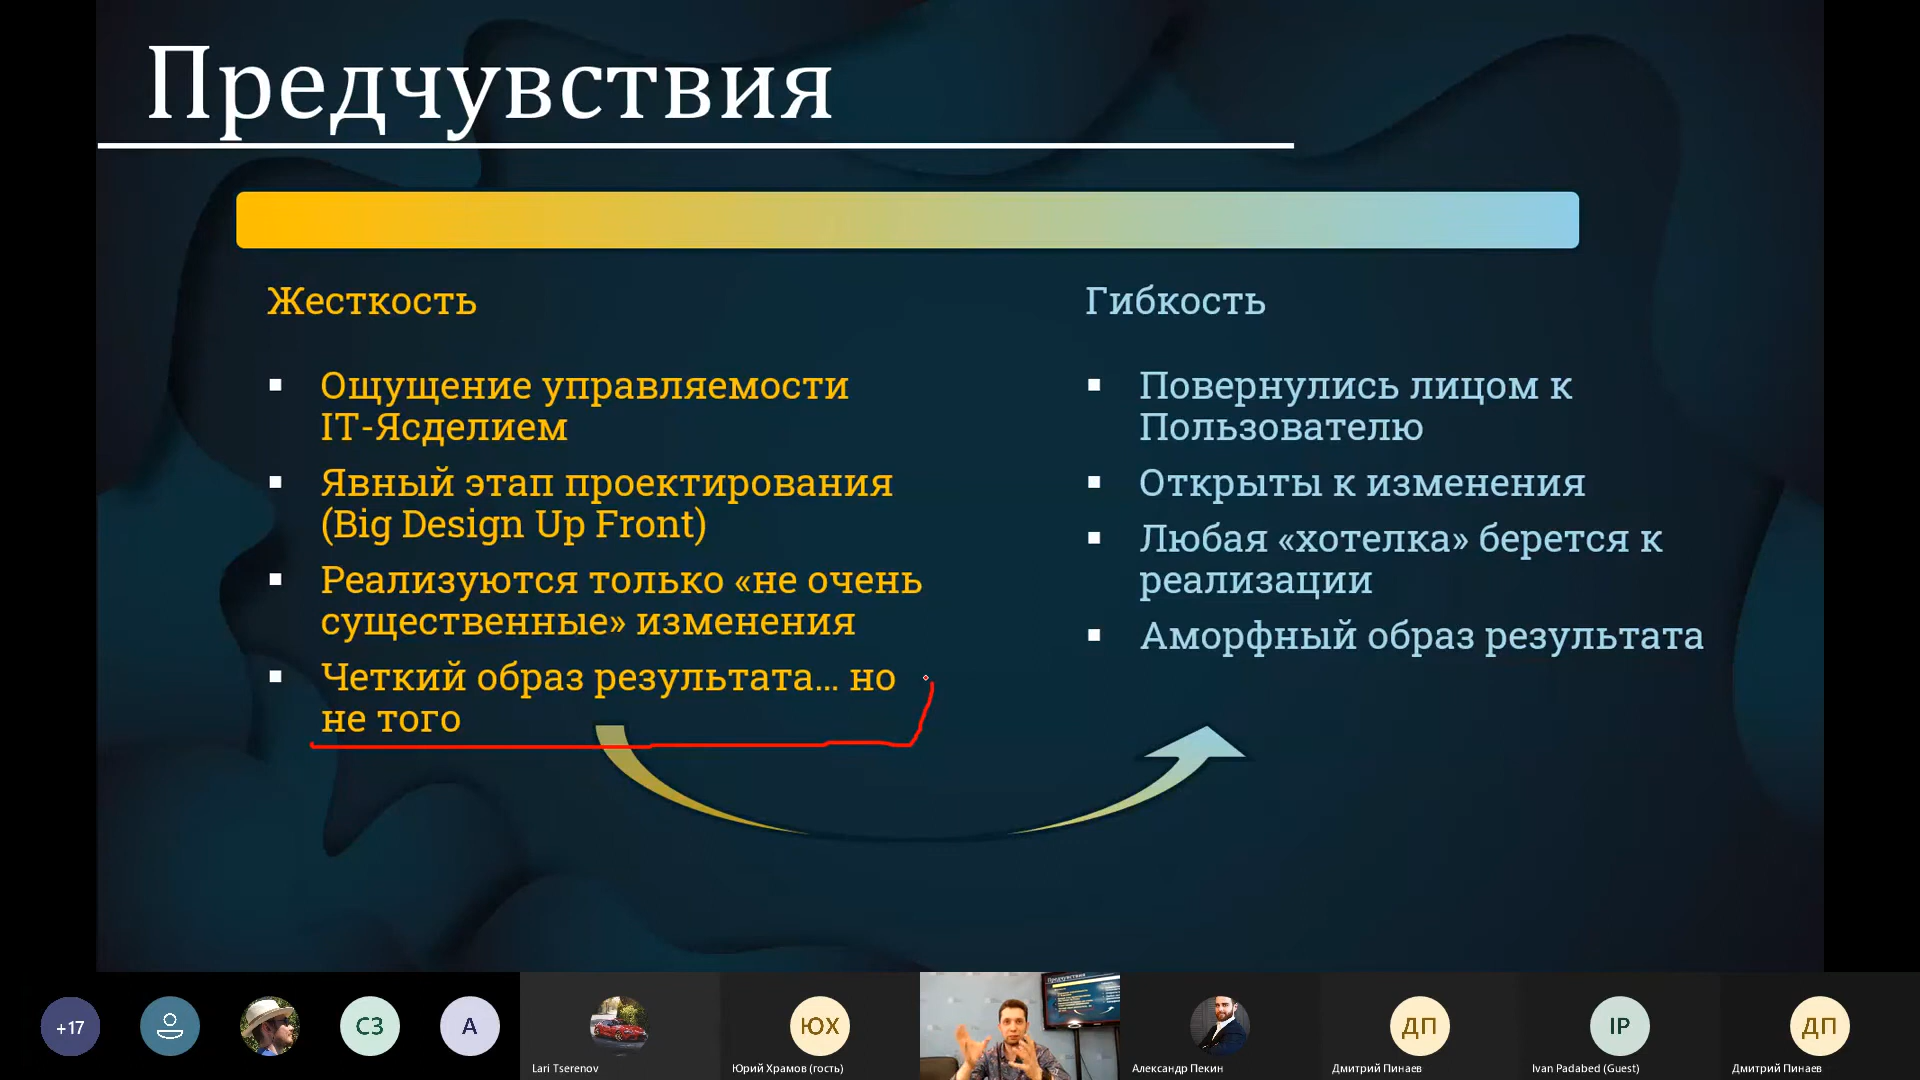 Предчувствия
Жесткость
Ощущение управляемости
IT-Ясделием
Явный этап проектирования
(Big Design Up Front)
Реализуются только «не очень
существенные» изменения
Четкий образ результата... но
не того
Гибкость
Повернулись лицом к
Пользователю
Открыты к изменения
Любая «хотелка» берется к
реализации
Аморфный образ результата
+17
СЗ
А
Lari Tserenov
ЮХ
Юрий Храмов (гость)
Александр Пекин
ДП
Дмитрий Пинаев
IP
Ivan Padabed (Guest)
ДП
Дмитрий Пинаев